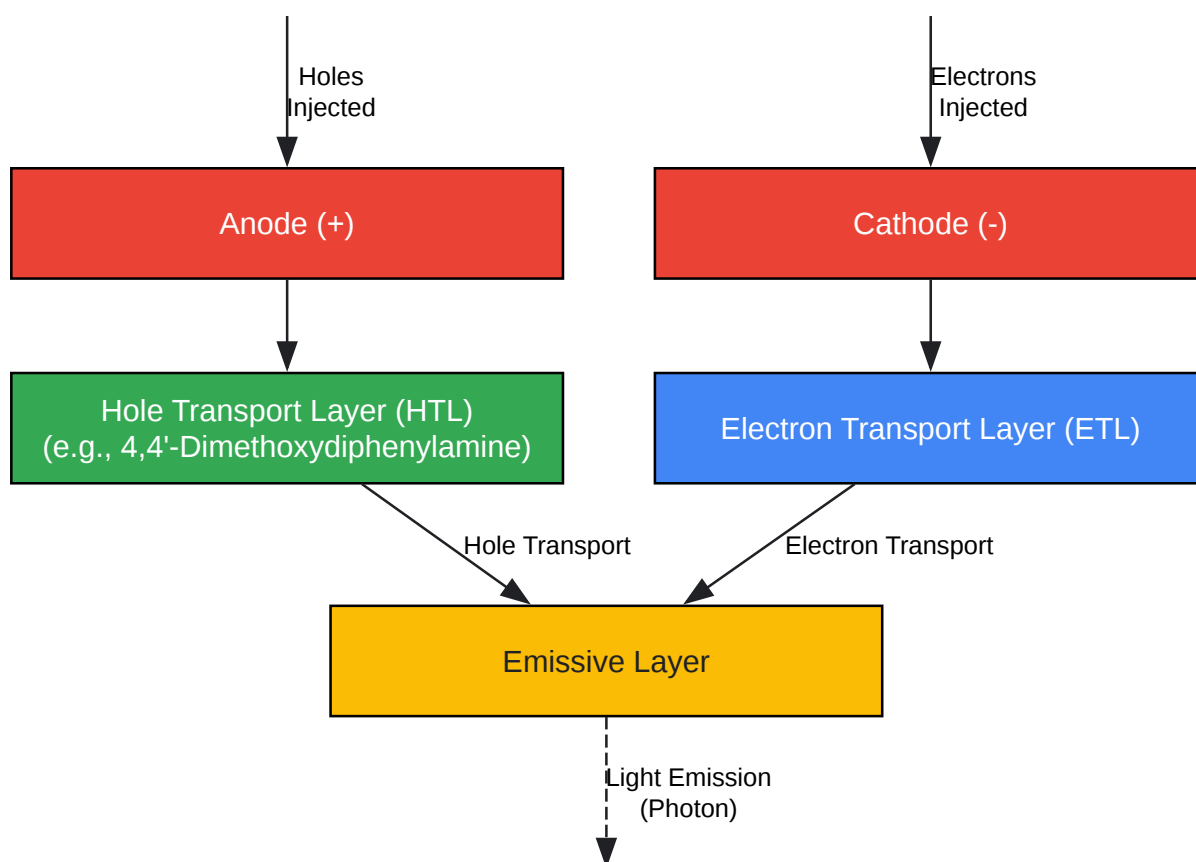 Holes
Injected
Electrons
Injected
Anode (+)
Cathode (-)
Hole Transport Layer (HTL)
(e.g., 4,4'-Dimethoxydiphenylamine)
Electron Transport Layer (ETL)
Hole Transport
Electron Transport
Emissive Layer
Light Emission
(Photon)